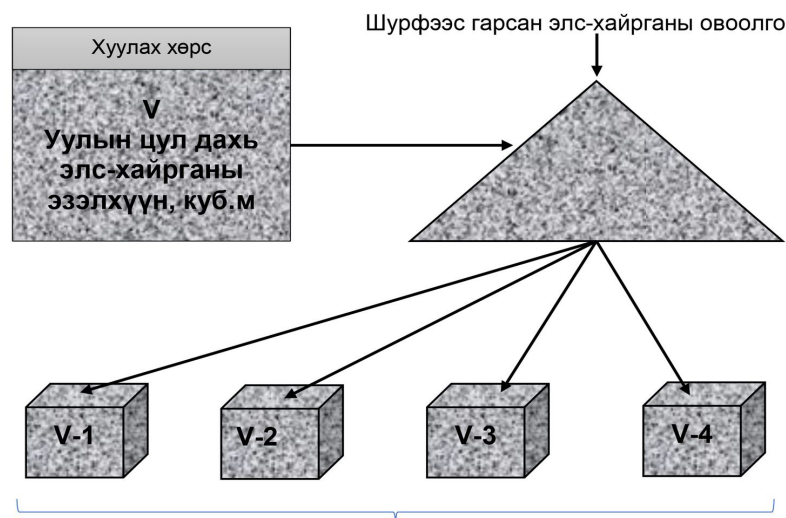 Шурфээс гарсан элс-хайрганы овоолго
Хуулах хөрс
V
Уулын цул дахь
элс-хайрганы
эзэлхүүн, куб.м
V-1
V-2
V-3
V-4